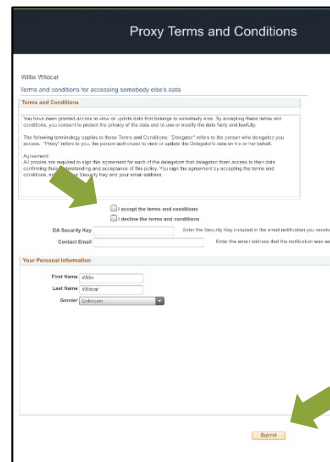 Proxy Terms and Conditions
Willie Wildcat
Terms and conditions for accessing somebody else's data
Terms and Conditions
You have been granted access to view or update data that belongs to somebody else. By accepting these terms and
conditions, you consent to protect the privacy of the data and to use or modify the data fairly and lawfully.
The following terminology applies to these Terms and Conditions: "Delegator" refers to the person who delegated you
access. "Proxy" refers to you, the person authorized to view or update the Delegator's data on his or her behalf.
Agreement
All proxies are required to sign this agreement for each of the delegators that delegated them access to their data
confirming their understanding and acceptance of this policy. You sign the agreement by accepting the terms and
conditions, Security Key and your email address.
I accept the terms and conditions
I decline the terms and conditions
DA Security Key Enter the Security Key included in the email notification you
Contact Email Enter the email address that the notification was
Your Personal Information
First Name Willie
Last Name Wildcat
Gender Unknown
Submit